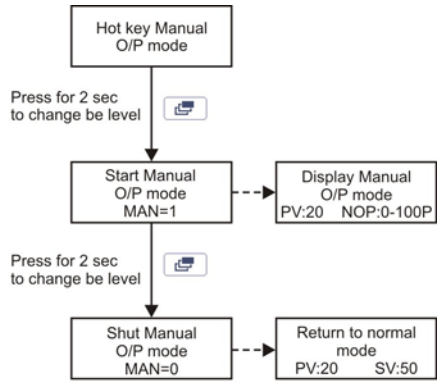 Hot key Manual
O/P mode
Press for 2 sec
to change be level
Start Manual
O/P mode
MAN=1
Display Manual
O/P mode
PV:20 NOP:0-100P
Press for 2 sec
to change be level
Shut Manual
O/P mode
MAN=0
Return to normal
mode
PV:20 SV:50